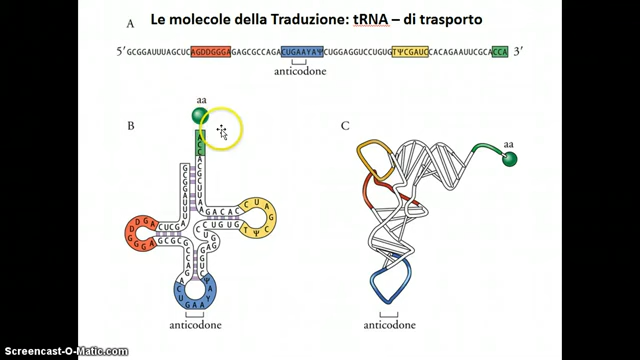 Le molecole della Traduzione: tRNA – di trasporto
A
5′ GCGGAUUUAGCUCAGDDGGGAGAGCGCCAGACUGAAYAΨCUGGAGGUCCUGUGTΨCGAUCCACAGAAUUCGCACCA 3′
anticodone
aa
B
C
aa
anticodone
anticodone
Screencast-O-Matic.com